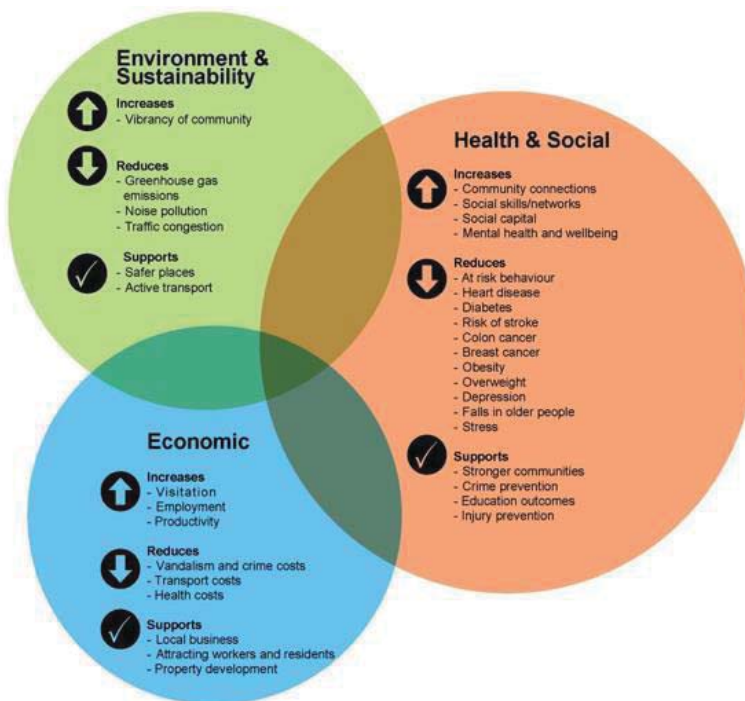 Environment &
Sustainability
Increases
- Vibrancy of community
Reduces
- Greenhouse gas
emissions
- Noise pollution
- Traffic congestion
Supports
- Safer places
- Active transport
Health & Social
Increases
- Community connections
- Social skills/networks
- Social capital
- Mental health and wellbeing
Reduces
- At risk behaviour
- Heart disease
- Diabetes
- Risk of stroke
- Colon cancer
- Breast cancer
- Obesity
- Overweight
- Depression
- Falls in older people
- Stress
Supports
- Stronger communities
- Crime prevention
- Education outcomes
- Injury prevention
Economic
Increases
- Visitation
- Employment
- Productivity
Reduces
- Vandalism and crime costs
- Transport costs
- Health costs
Supports
- Local business
- Attracting workers and residents
- Property development